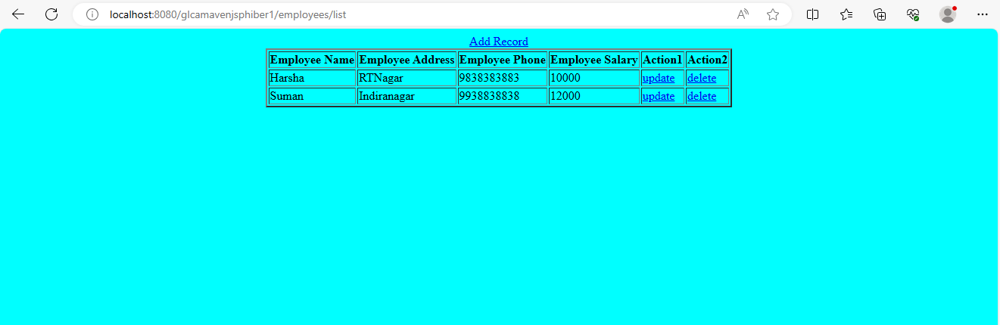 localhost:8080/glcamavenjsphiber1/employees/list
Add Record
Employee Name Employee Address Employee Phone Employee Salary Action1 Action2
Harsha RTNagar 9838383883 10000 update delete
Suman Indiranagar 9938838838 12000 update delete